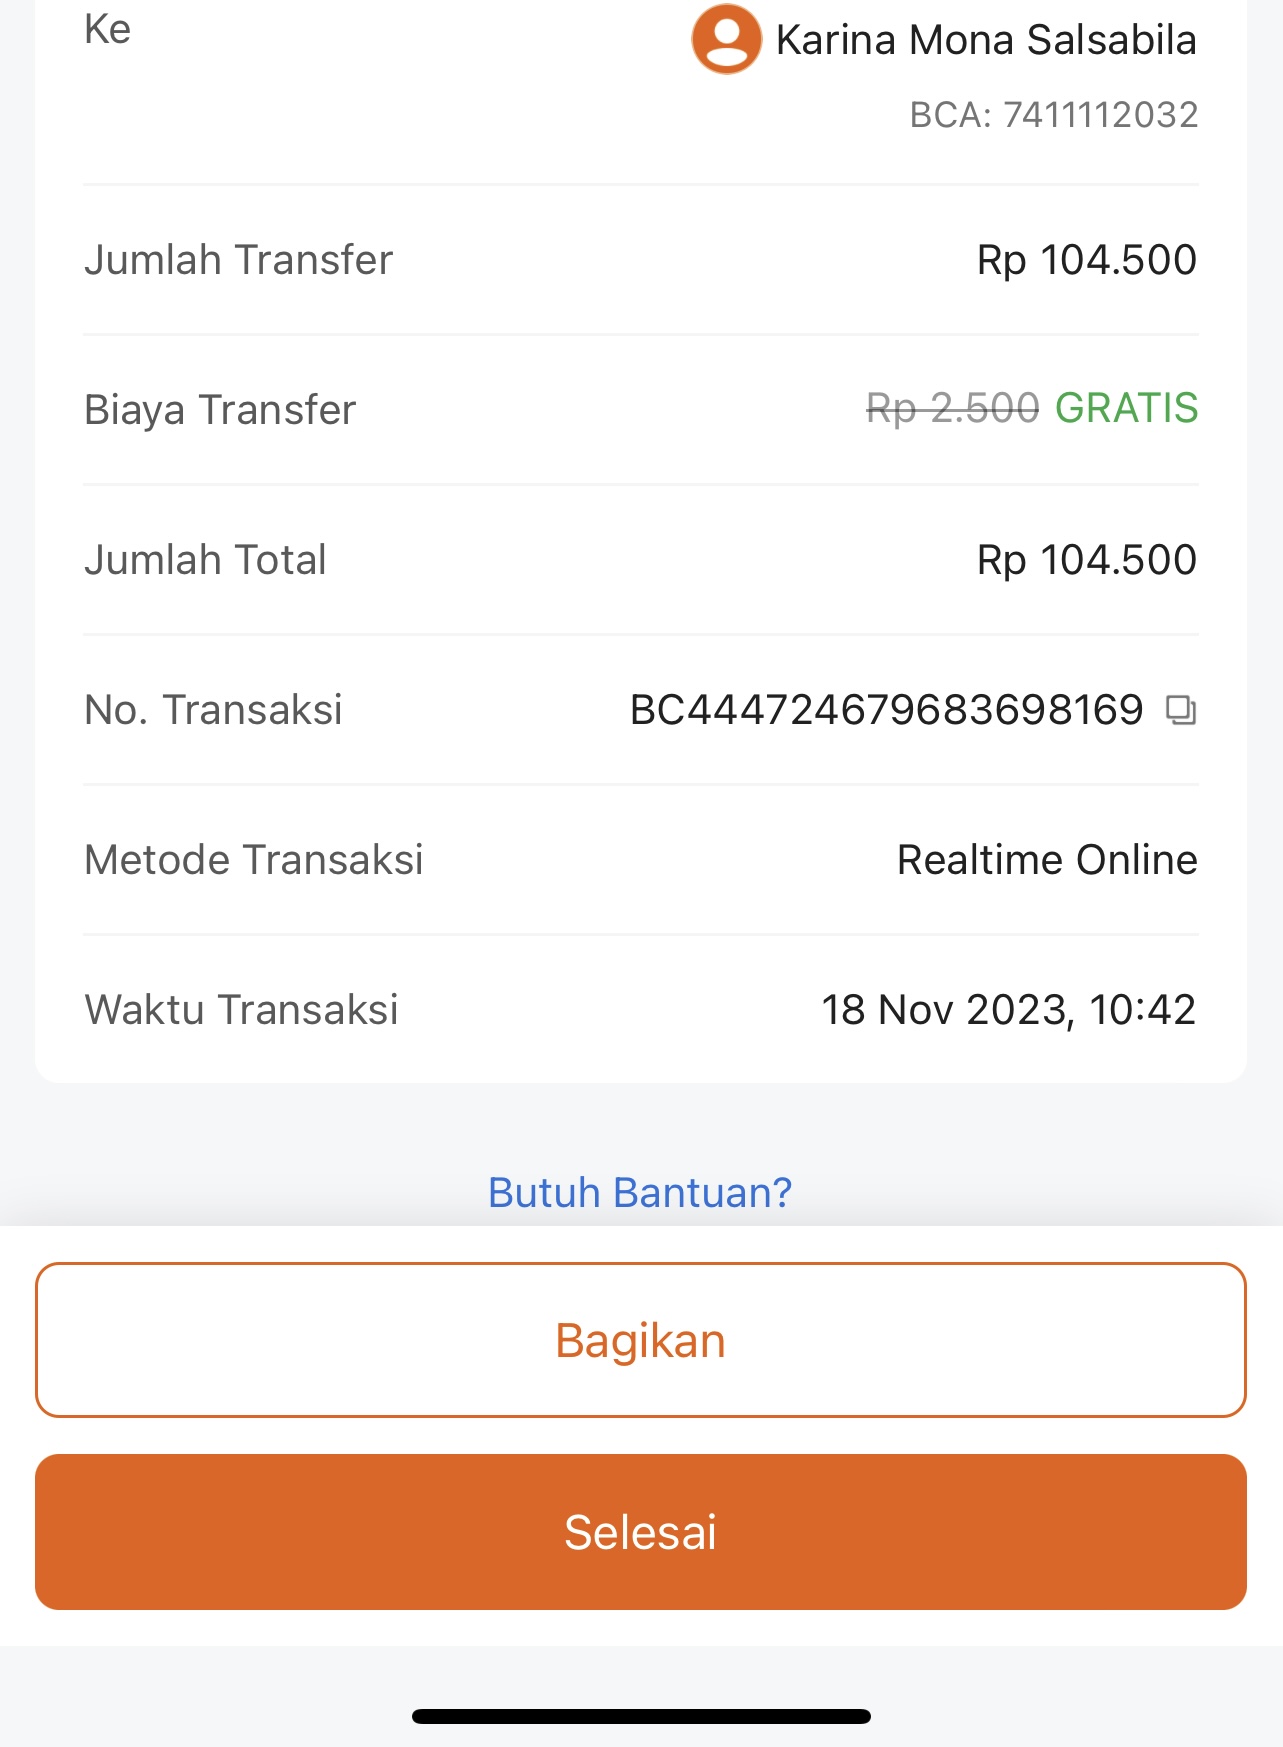 Ke Karina Mona Salsabila
BCA: 7411112032
Jumlah Transfer Rp 104.500
Biaya Transfer Rp 2.500 GRATIS
Jumlah Total Rp 104.500
No. Transaksi BC444724679683698169
Metode Transaksi Realtime Online
Waktu Transaksi 18 Nov 2023, 10:42
Butuh Bantuan?
Bagikan
Selesai